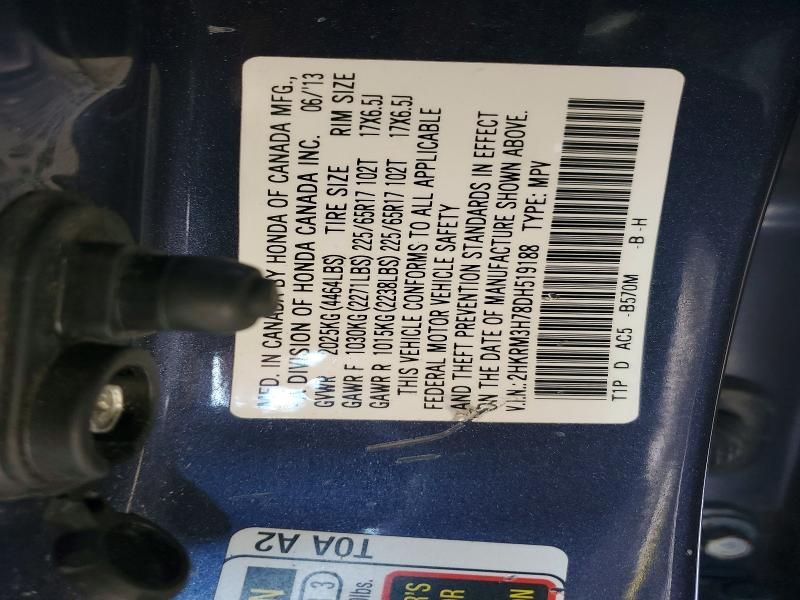 MFD. IN CANADA BY HONDA OF CANADA MFG.,
A DIVISION OF HONDA CANADA INC. 06/'13
GVWR 2025KG (4464LBS) TIRE SIZE RIM SIZE
GAWR F 1030KG (2271LBS) 225/65R17 102T 17X6.5J
GAWR R 1015KG (2238LBS) 225/65R17 102T 17X6.5J
THIS VEHICLE CONFORMS TO ALL APPLICABLE
FEDERAL MOTOR VEHICLE SAFETY
AND THEFT PREVENTION STANDARDS IN EFFECT
ON THE DATE OF MANUFACTURE SHOWN ABOVE.
V.I.N.:2HKRM3H78DH519188 TYPE: MPV
T1P D AC5 -B570M -B -H
T0A A2
3
lbs.